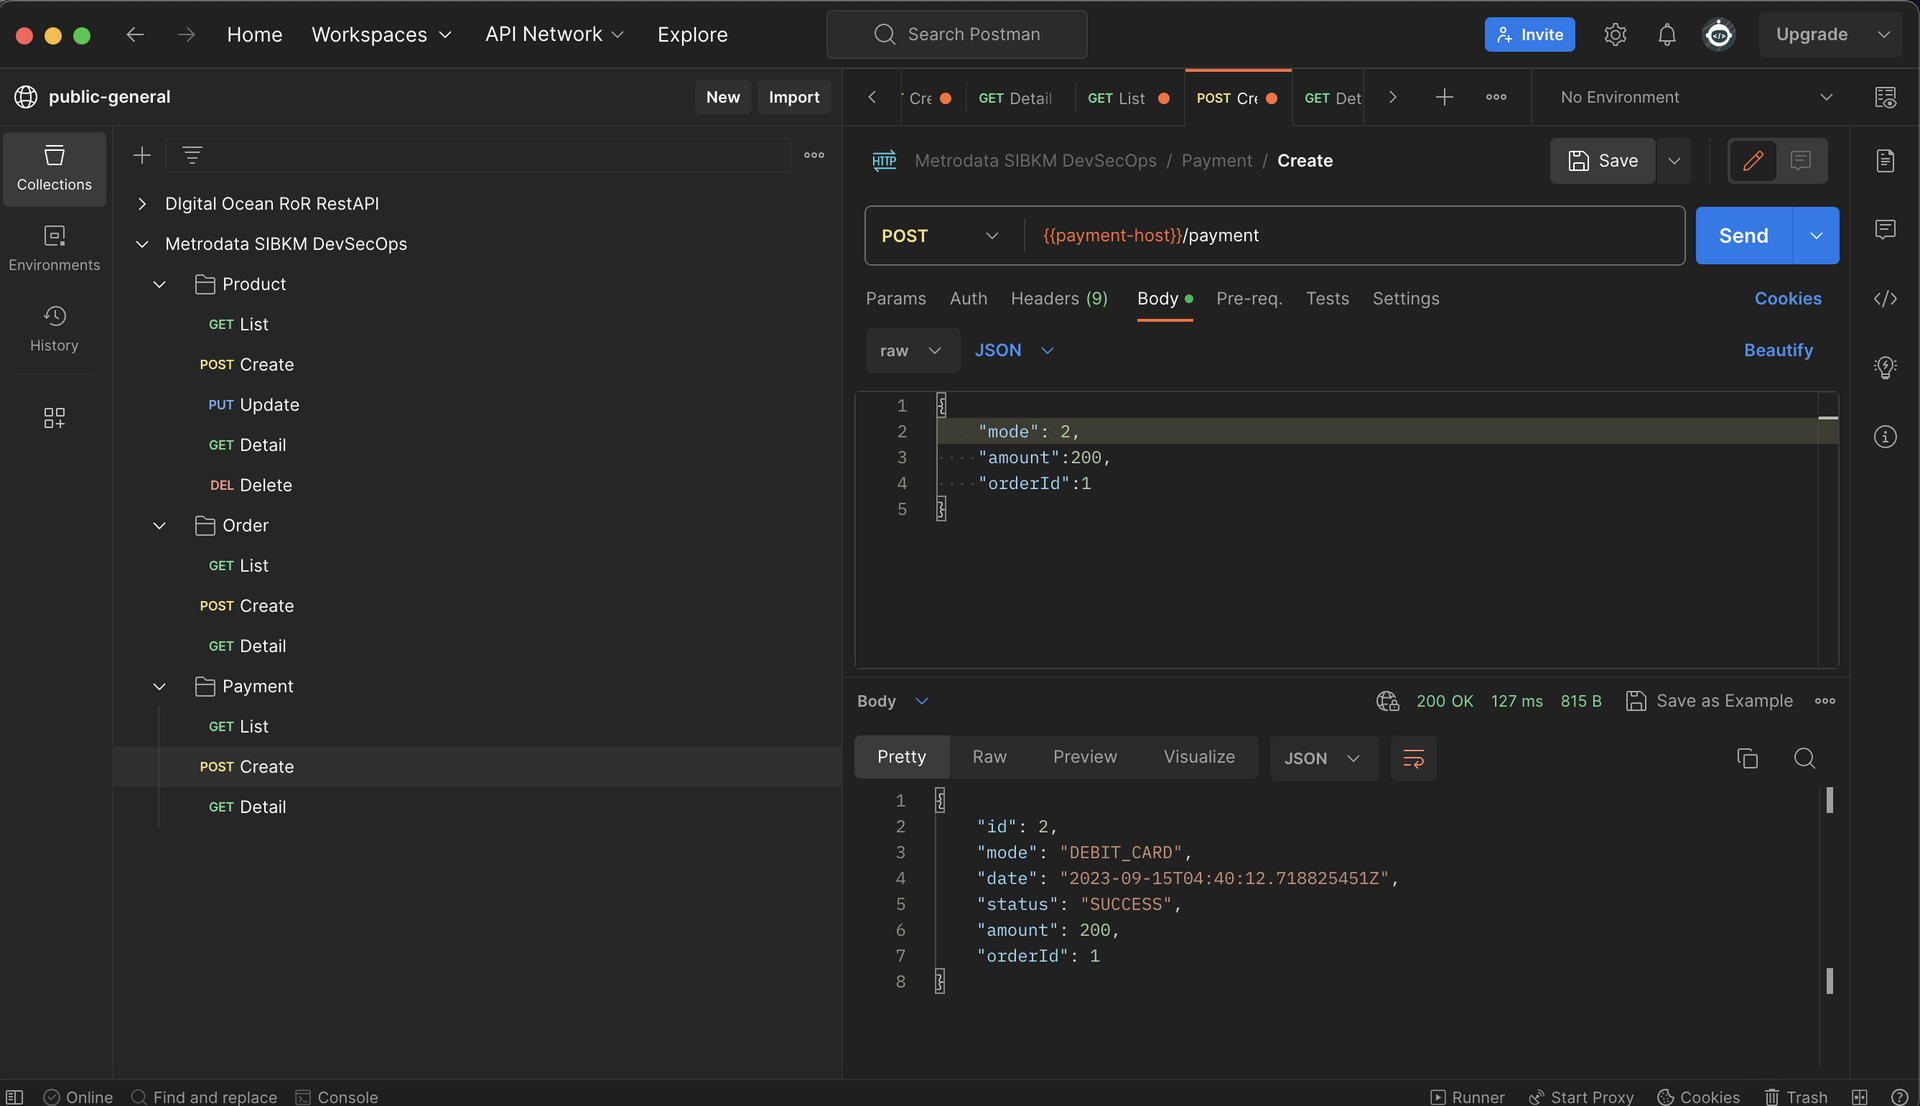 Home Workspaces API Network Explore Search Postman Invite Upgrade
public-general New Import
Cre GET Detail GET List POST Cre GET Det No Environment
Collections
Environments
History
DIgital Ocean RoR RestAPI
Metrodata SIBKM DevSecOps
Product
GET List
POST Create
PUT Update
GET Detail
DEL Delete
Order
GET List
POST Create
GET Detail
Payment
GET List
POST Create
GET Detail
HTTP Metrodata SIBKM DevSecOps / Payment / Create Save
POST {{payment-host}}/payment Send
Params Auth Headers (9) Body Pre-req. Tests Settings Cookies
raw JSON Beautify
1 {
2 "mode": 2,
3 "amount":200,
4 "orderId":1
5 }
Body 200 OK 127 ms 815 B Save as Example
Pretty Raw Preview Visualize JSON
1 {
2 "id": 2,
3 "mode": "DEBIT_CARD",
4 "date": "2023-09-15T04:40:12.718825451Z",
5 "status": "SUCCESS",
6 "amount": 200,
7 "orderId": 1
8 }
Online Find and replace Console Runner Start Proxy Cookies Trash